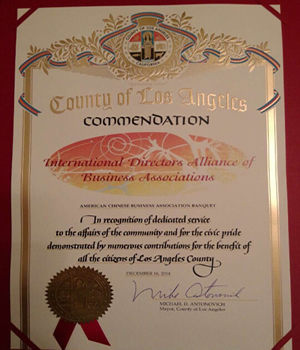 County of Los Angeles
COMMENDATION
International Directors Alliance of
Business Associations
AMERICAN CHINESE BUSINESS ASSOCIATION BANQUET
In recognition of dedicated service
to the affairs of the community and for the civic pride
demonstrated by numerous contributions for the benefit of
all the citizens of Los Angeles County
DECEMBER 14, 2014
MICHAEL D. ANTONOVICH
Mayor, County of Los Angeles